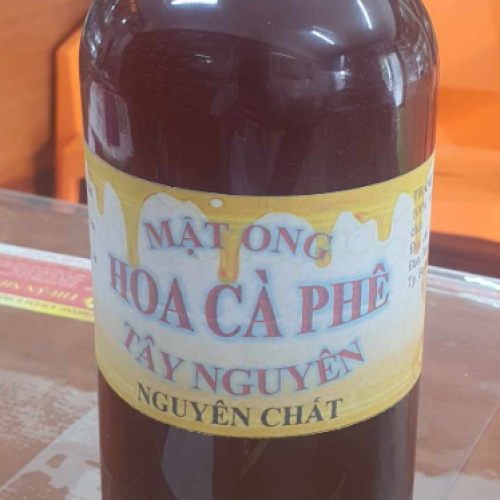 MẬT ONG
HOA CÀ PHÊ
TÂY NGUYÊN
NGUYÊN CHẤT